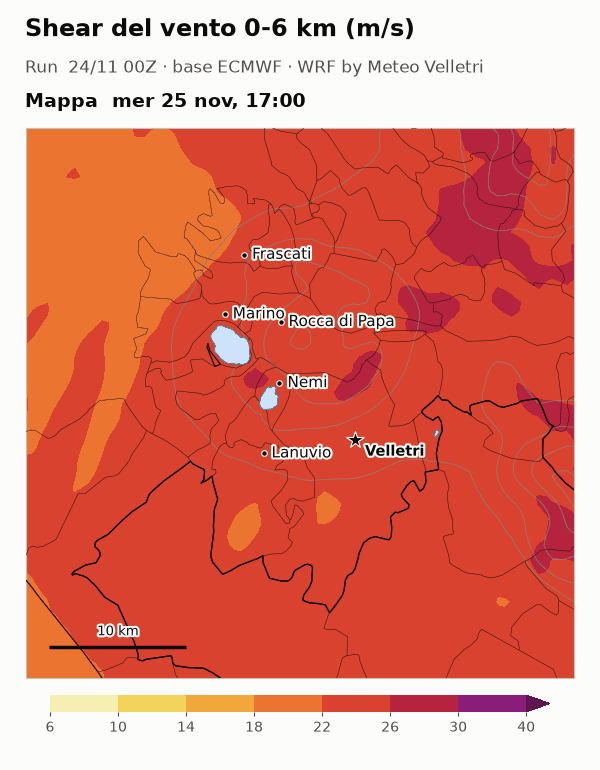 Shear del vento 0-6 km (m/s)
Run  24/11 00Z · base ECMWF · WRF by Meteo Velletri
Mappa  mer 25 nov, 17:00
Frascati
Marino
Rocca di Papa
Nemi
Velletri
Lanuvio
10 km
6 10 14 18 22 26 30 40